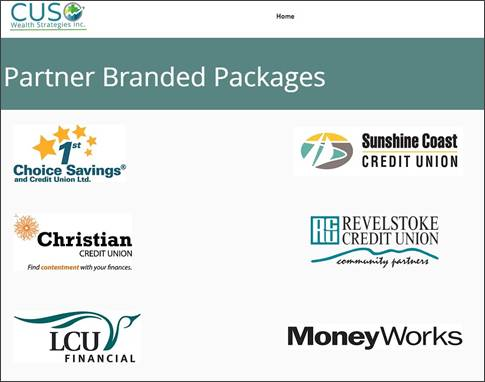 CUSO
Wealth Strategies Inc.
Home
Partner Branded Packages
1st
Choice Savings®
and Credit Union Ltd.
Sunshine Coast
CREDIT UNION
Christian
CREDIT UNION
Find contentment with your finances.
RCU
REVELSTOKE
CREDIT UNION
community partners
LCU
FINANCIAL
MoneyWorks